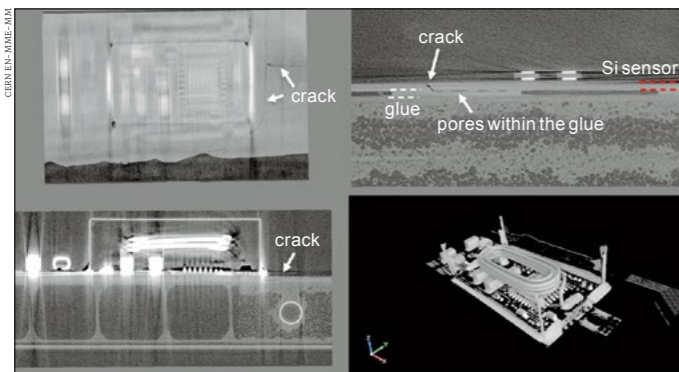 CERN EN-MME-MM
crack
crack
Si sensor
glue
pores within the glue
crack